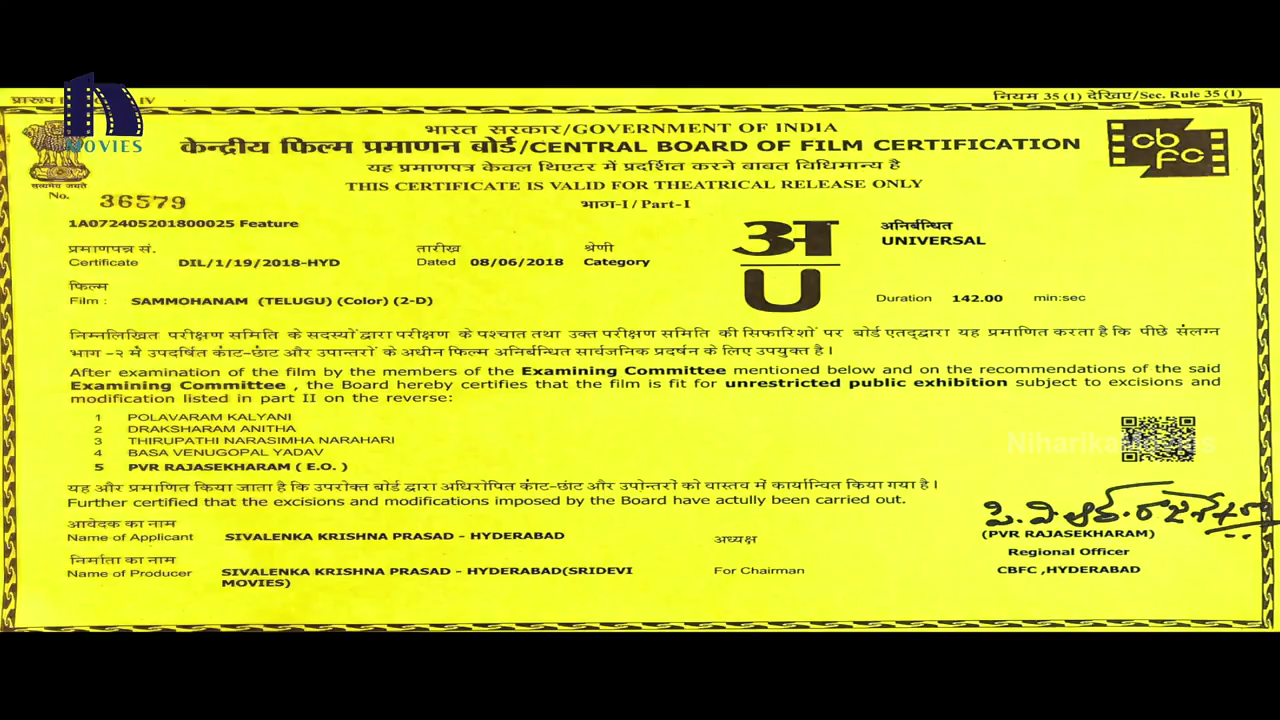 प्रारूप IV
नियम 35 (1) देखिए/Sec. Rule 35 (1)
भारत सरकार/GOVERNMENT OF INDIA
केन्द्रीय फिल्म प्रमाणन बोर्ड/CENTRAL BOARD OF FILM CERTIFICATION
यह प्रमाणपत्र केवल थिएटर में प्रदर्शित करने बाबत विधिमान्य है
THIS CERTIFICATE IS VALID FOR THEATRICAL RELEASE ONLY
भाग-I / Part-I
cb
fc
h
MOVIES
सत्यमेव जयते
No. 36579
1A072405201800025 Feature
प्रमाणपत्र सं. तारीख श्रेणी
Certificate DIL/1/19/2018-HYD Dated 08/06/2018 Category
अ
U
अनिर्बन्धित
UNIVERSAL
फिल्म
Film : SAMMOHANAM (TELUGU) (Color) (2-D)
Duration 142.00 min:sec
निम्नलिखित परीक्षण समिति के सदस्यों द्वारा परीक्षण के पश्चात तथा उक्त परीक्षण समिति की सिफारिशों पर बोर्ड एतद्द्वारा यह प्रमाणित करता है कि पीछे संलग्न
भाग -२ में उपदर्षित कांट-छांट और उपान्तरों के अधीन फिल्म अनिर्बन्धित सार्वजनिक प्रदर्षन के लिए उपयुक्त है।
After examination of the film by the members of the Examining Committee mentioned below and on the recommendations of the said
Examining Committee , the Board hereby certifies that the film is fit for unrestricted public exhibition subject to excisions and
modification listed in part II on the reverse:
1 POLAVARAM KALYANI
2 DRAKSHARAM ANITHA
3 THIRUPATHI NARASIMHA NARAHARI
4 BASA VENUGOPAL YADAV
5 PVR RAJASEKHARAM ( E.O. )
Niharika
यह और प्रमाणित किया जाता है कि उपरोक्त बोर्ड द्वारा अधिरोपित कांट-छांट और उपोन्तरों को वास्तव में कार्यान्वित किया गया है।
Further certified that the excisions and modifications imposed by the Board have actully been carried out.
आवेदक का नाम
Name of Applicant SIVALENKA KRISHNA PRASAD - HYDERABAD
अध्यक्ष
(PVR RAJASEKHARAM)
Regional Officer
निर्माता का नाम
Name of Producer SIVALENKA KRISHNA PRASAD - HYDERABAD(SRIDEVI
MOVIES)
For Chairman
CBFC ,HYDERABAD